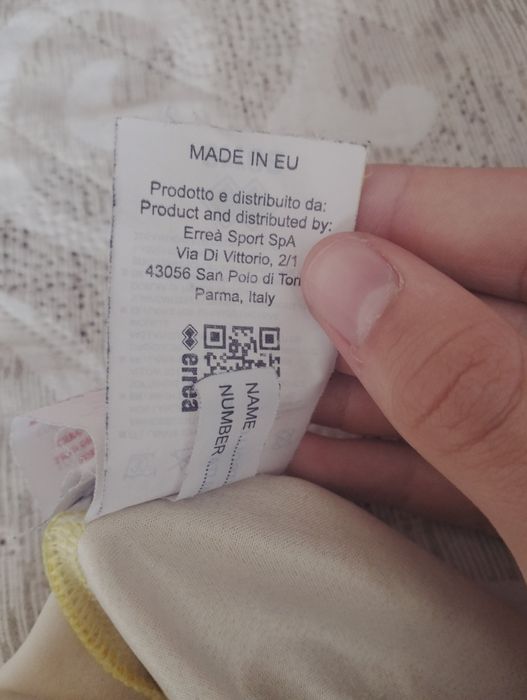 MADE IN EU
Prodotto e distribuito da:
Product and distributed by:
Erreà Sport SpA
Via Di Vittorio, 2/1
43056 San Polo di
Parma, Italy
erreà
NAME
NUMBER